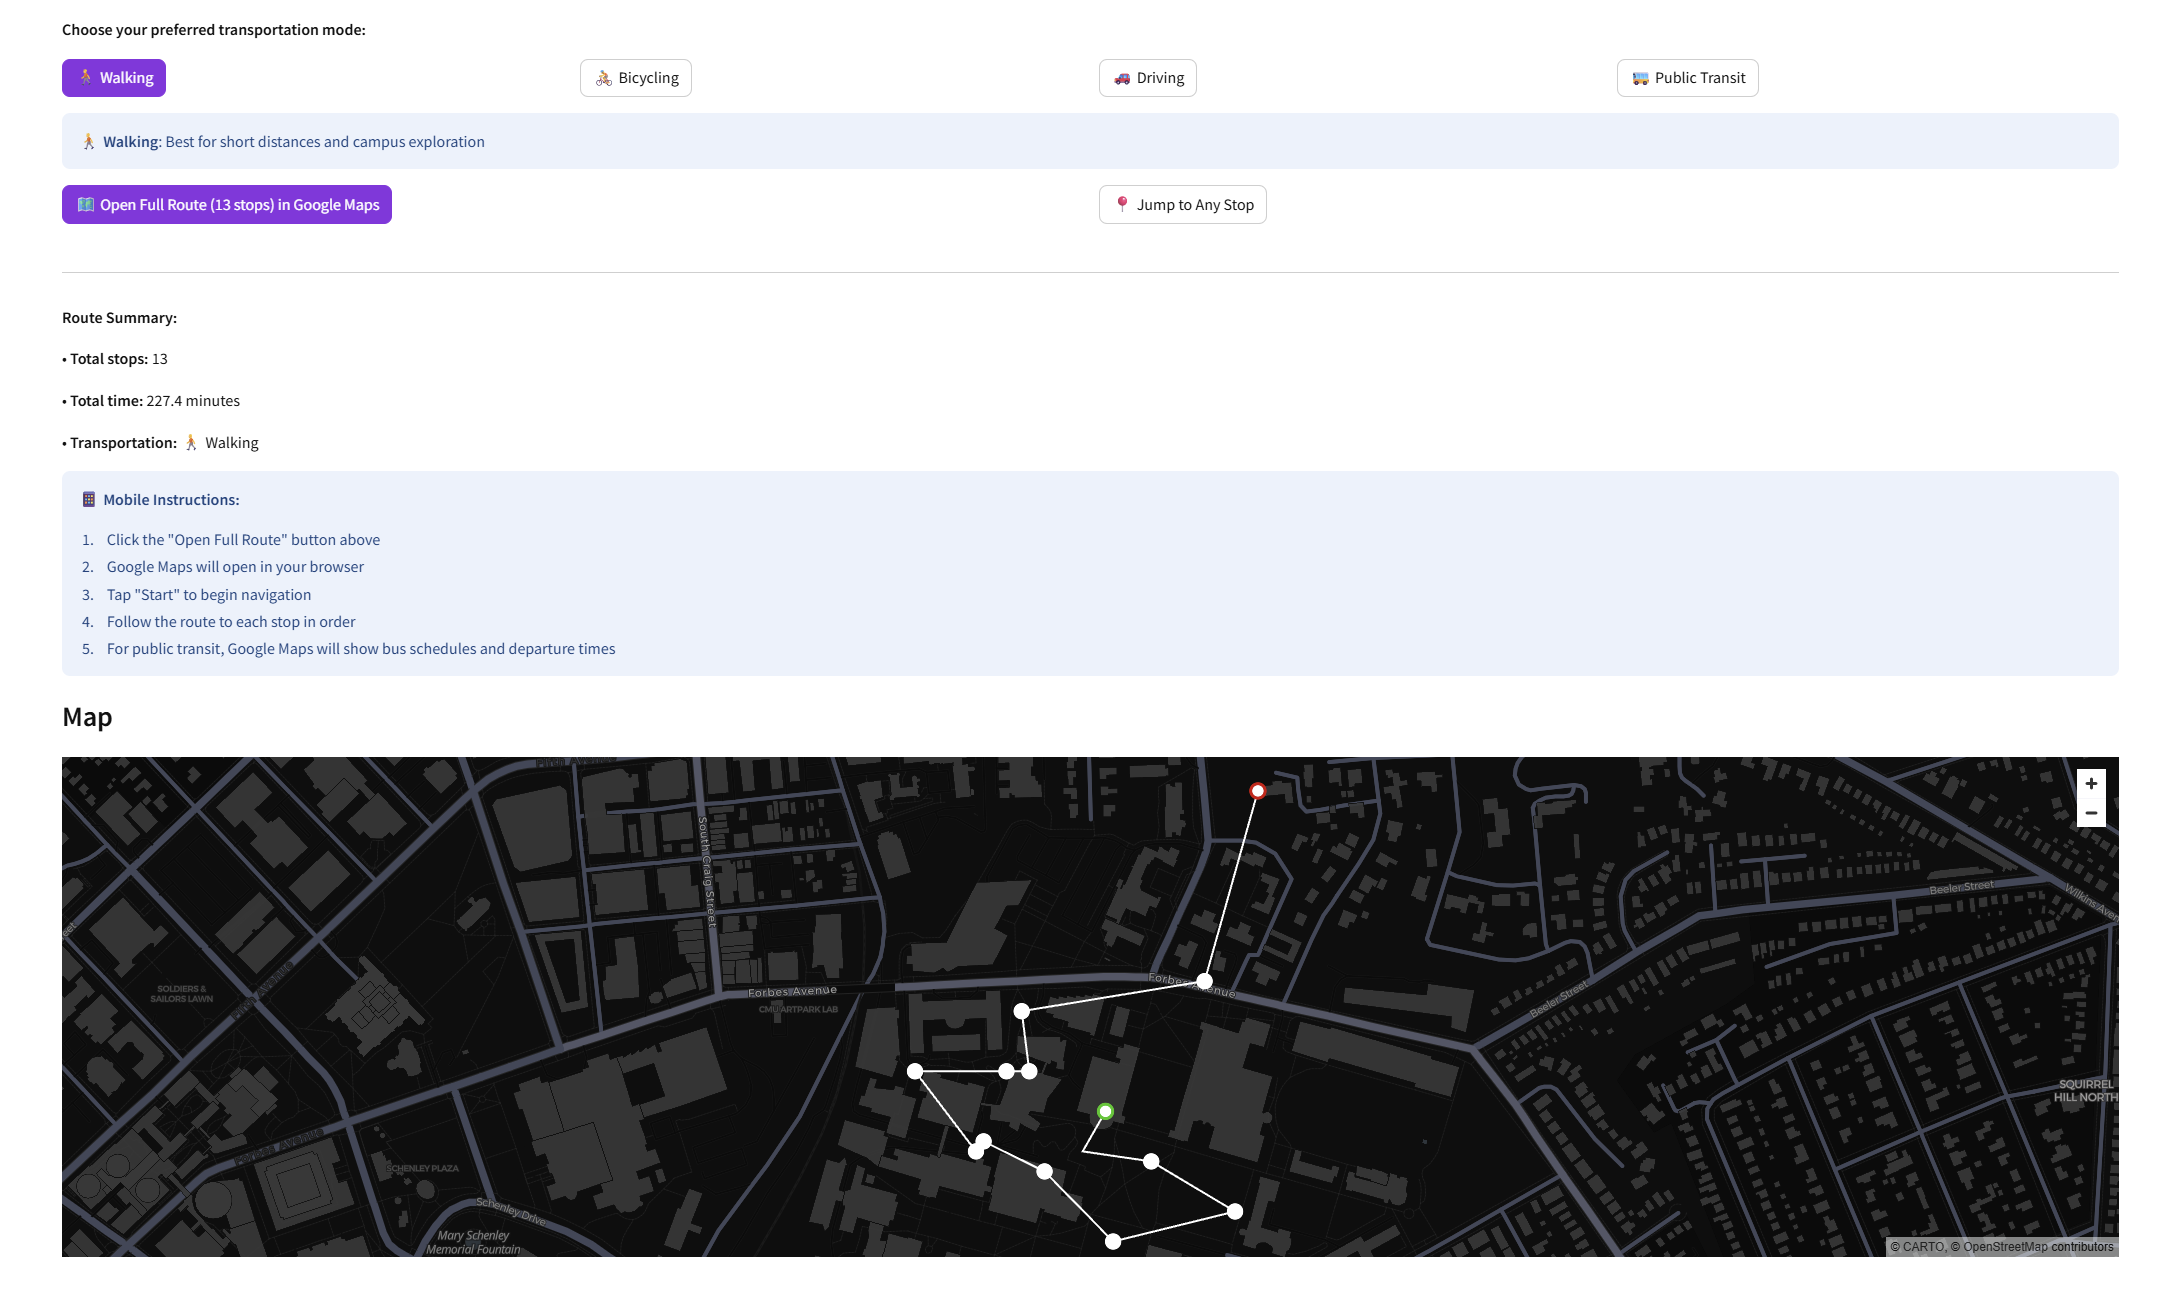 Choose your preferred transportation mode:
Walking
Bicycling
Driving
Public Transit
Walking: Best for short distances and campus exploration
Open Full Route (13 stops) in Google Maps
Jump to Any Stop
Route Summary:
• Total stops: 13
• Total time: 227.4 minutes
• Transportation: Walking
Mobile Instructions:
1. Click the "Open Full Route" button above
2. Google Maps will open in your browser
3. Tap "Start" to begin navigation
4. Follow the route to each stop in order
5. For public transit, Google Maps will show bus schedules and departure times
Map
+
−
South Craig Street
Beeler Street
Wilkins Aven
SOLDIERS &
SAILORS LAWN
Forbes Avenue
CMU ARTPARK LAB
Forbes Avenue
Beeler Street
SQUIRREL
HILL NORTH
SCHENLEY PLAZA
Schenley Drive
Mary Schenley
Memorial Fountain
© CARTO, © OpenStreetMap contributors